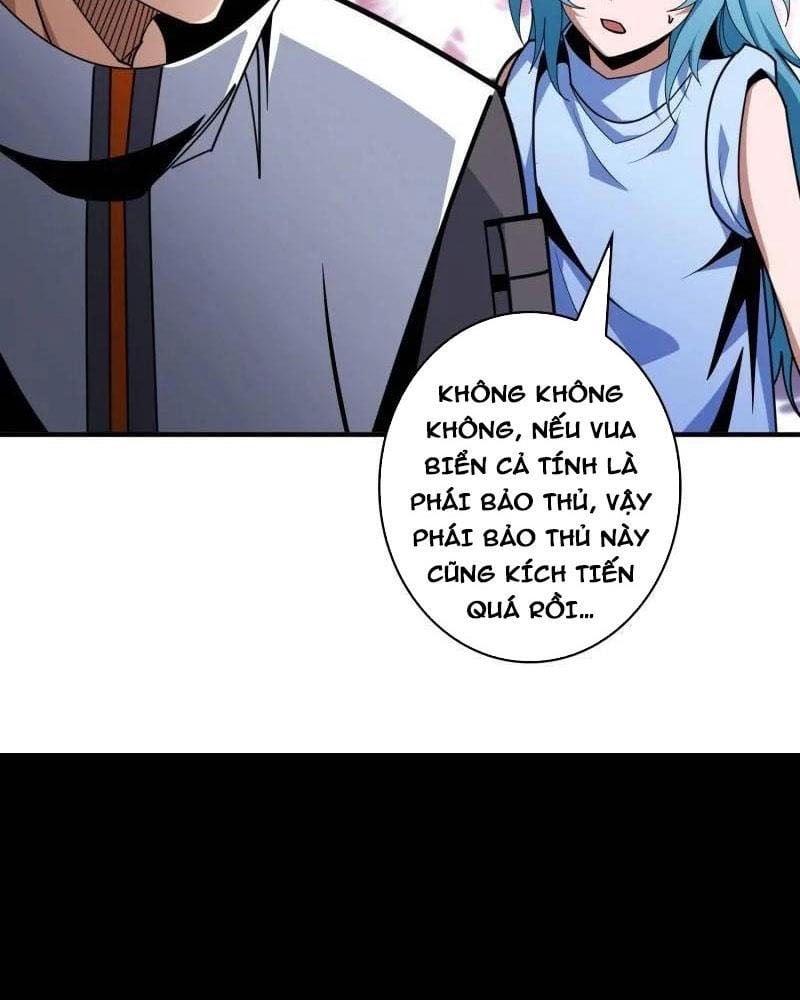 KHÔNG KHÔNG
KHÔNG, NẾU VUA
BIỂN CẢ TÍNH LÀ
PHÁI BẢO THỦ, VẬY
PHÁI BẢO THỦ NÀY
CŨNG KÍCH TIẾN
QUÁ RỒI...